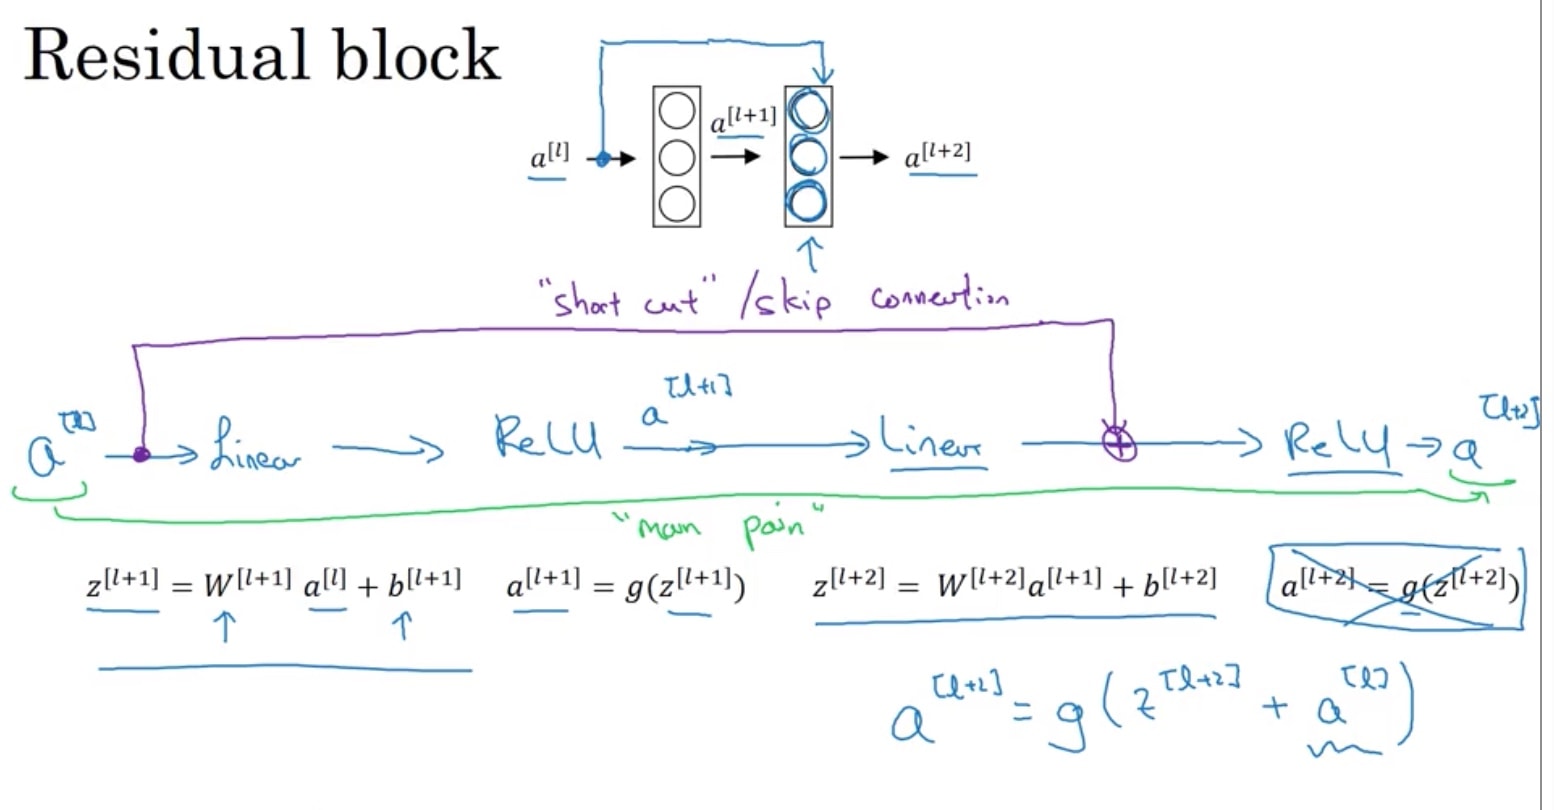 Residual block
a[l] a[l+1] a[l+2]
"short cut" / skip connection
a[l] Linear ReLU a[l+1] Linear + ReLU a[l+2]
"main
z[l+1] = W[l+1] a[l] + b[l+1] a[l+1] = g(z[l+1]) z[l+2] = W[l+2]a[l+1] + b[l+2] a[l+2] = g(z[l+2])
a[l+2] = g(z[l+2] + a[l])